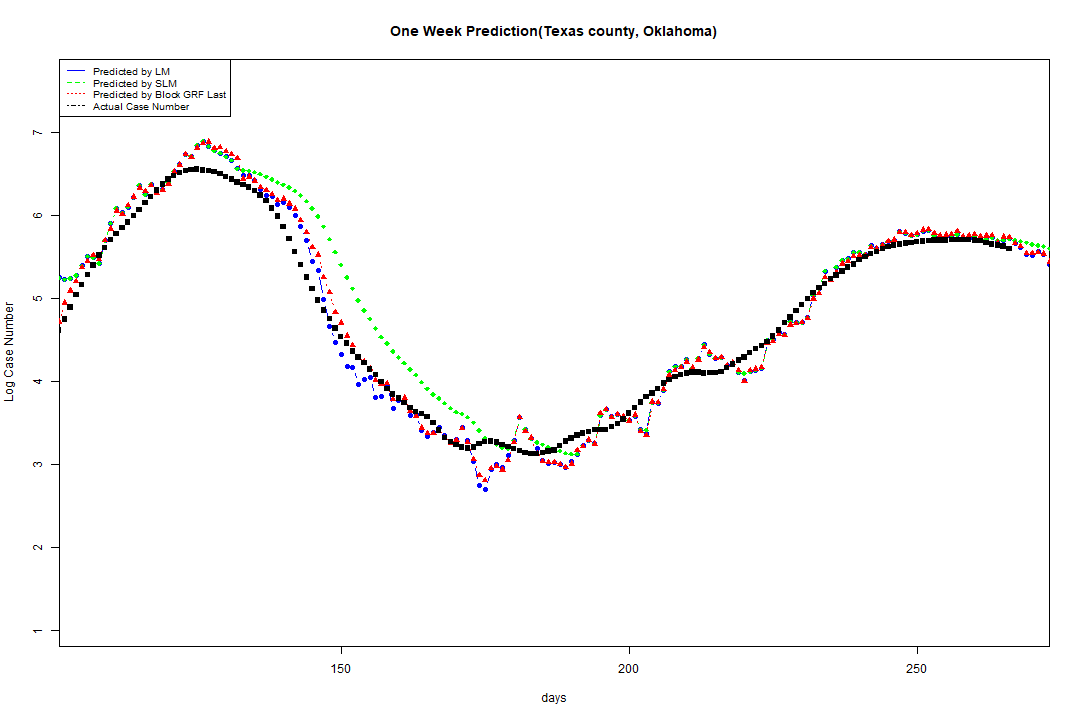 One Week Prediction(Texas county, Oklahoma)
Predicted by LM
Predicted by SLM
Predicted by Block GRF Last
Actual Case Number
7
6
5
4
3
2
1
Log Case Number
150
200
250
days